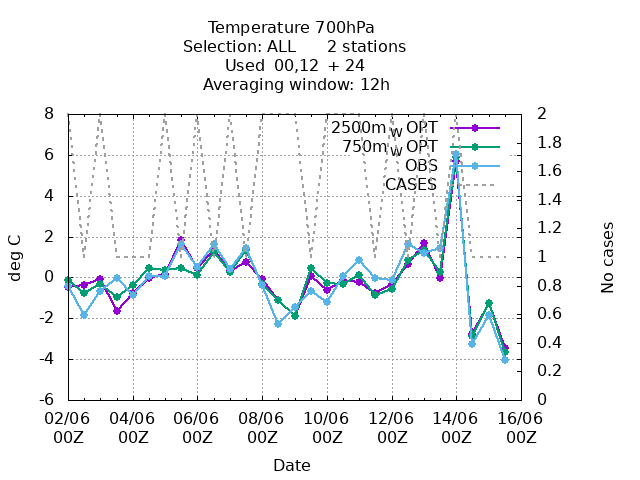 Temperature 700hPa
Selection: ALL 2 stations
Used 00,12 + 24
Averaging window: 12h
8 2
6 1.8
4 1.6
2 1.4
0 1.2
-2 1
-4 0.8
-6 0.6
0.4
0.2
0
2500m_W OPT
750m_W OPT
OBS
CASES
deg C
No cases
02/06 04/06 06/06 08/06 10/06 12/06 14/06 16/06
00Z 00Z 00Z 00Z 00Z 00Z 00Z 00Z
Date